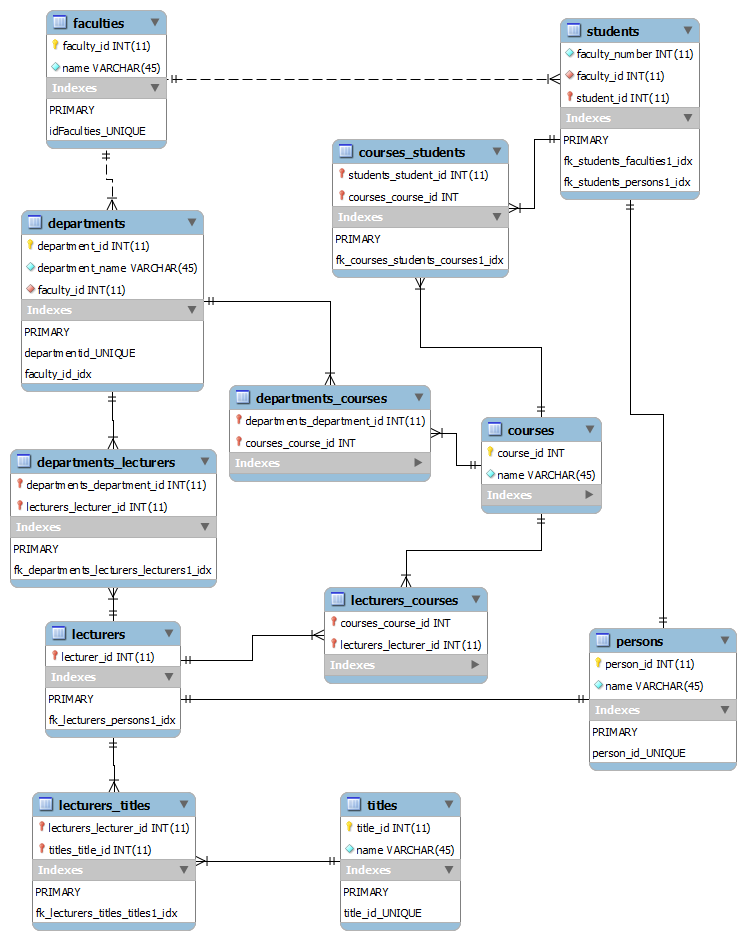 faculties
faculty_id INT(11)
name VARCHAR(45)
Indexes
PRIMARY
idFaculties_UNIQUE
students
faculty_number INT(11)
faculty_id INT(11)
student_id INT(11)
Indexes
PRIMARY
fk_students_faculties1_idx
fk_students_persons1_idx
courses_students
students_student_id INT(11)
courses_course_id INT
Indexes
PRIMARY
fk_courses_students_courses1_idx
departments
department_id INT(11)
department_name VARCHAR(45)
faculty_id INT(11)
Indexes
PRIMARY
departmentid_UNIQUE
faculty_id_idx
departments_courses
departments_department_id INT(11)
courses_course_id INT
Indexes
courses
course_id INT
name VARCHAR(45)
Indexes
departments_lecturers
departments_department_id INT(11)
lecturers_lecturer_id INT(11)
Indexes
PRIMARY
fk_departments_lecturers_lecturers1_idx
lecturers_courses
courses_course_id INT
lecturers_lecturer_id INT(11)
Indexes
lecturers
lecturer_id INT(11)
Indexes
PRIMARY
fk_lecturers_persons1_idx
persons
person_id INT(11)
name VARCHAR(45)
Indexes
PRIMARY
person_id_UNIQUE
lecturers_titles
lecturers_lecturer_id INT(11)
titles_title_id INT(11)
Indexes
PRIMARY
fk_lecturers_titles_titles1_idx
titles
title_id INT(11)
name VARCHAR(45)
Indexes
PRIMARY
title_id_UNIQUE